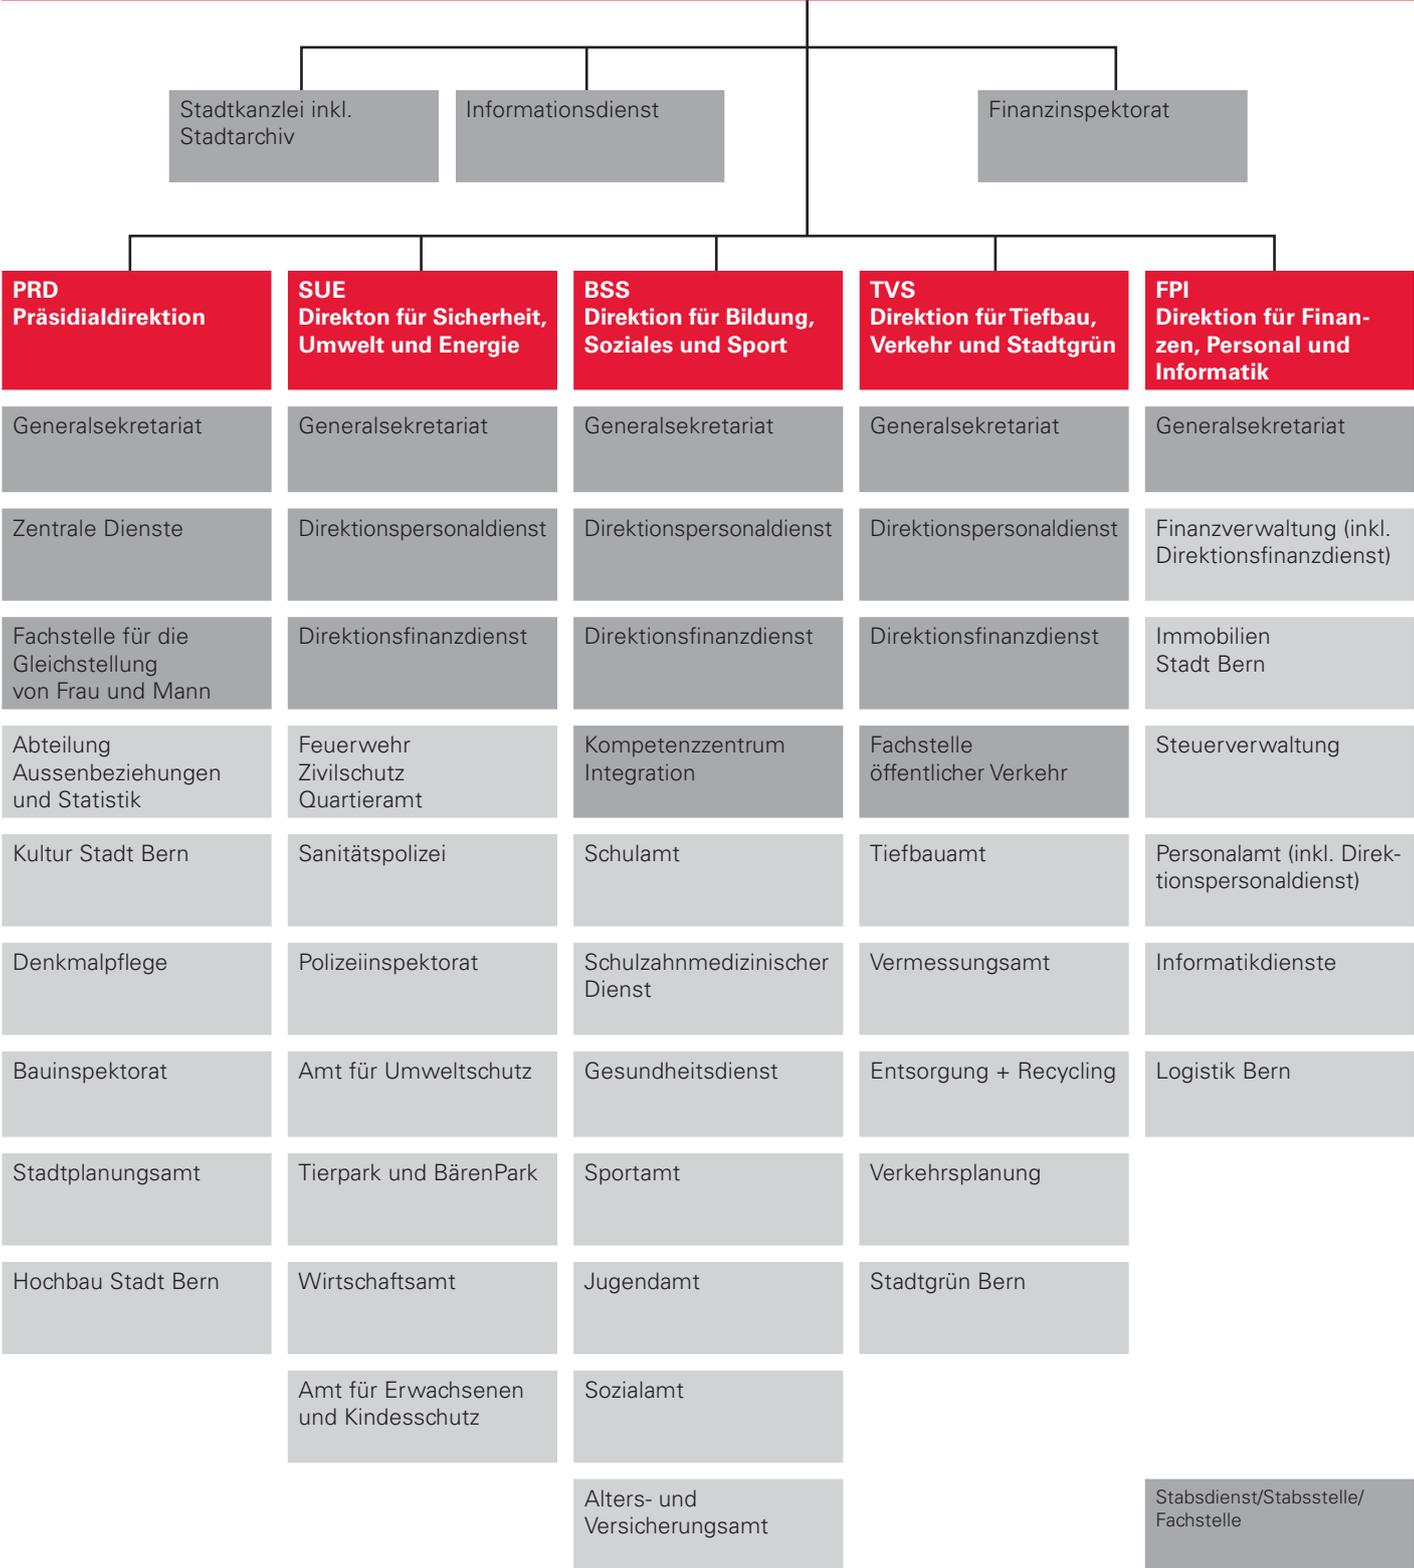 Stadtkanzlei inkl.
Stadtarchiv
Informationsdienst
Finanzinspektorat
PRD
Präsidialdirektion
SUE
Direkton für Sicherheit,
Umwelt und Energie
BSS
Direktion für Bildung,
Soziales und Sport
TVS
Direktion für Tiefbau,
Verkehr und Stadtgrün
FPI
Direktion für Finan-
zen, Personal und
Informatik
Generalsekretariat
Generalsekretariat
Generalsekretariat
Generalsekretariat
Generalsekretariat
Zentrale Dienste
Direktionspersonaldienst
Direktionspersonaldienst
Direktionspersonaldienst
Finanzverwaltung (inkl.
Direktionsfinanzdienst)
Fachstelle für die
Gleichstellung
von Frau und Mann
Direktionsfinanzdienst
Direktionsfinanzdienst
Direktionsfinanzdienst
Immobilien
Stadt Bern
Abteilung
Aussenbeziehungen
und Statistik
Feuerwehr
Zivilschutz
Quartieramt
Kompetenzzentrum
Integration
Fachstelle
öffentlicher Verkehr
Steuerverwaltung
Kultur Stadt Bern
Sanitätspolizei
Schulamt
Tiefbauamt
Personalamt (inkl. Direk-
tionspersonaldienst)
Denkmalpflege
Polizeiinspektorat
Schulzahnmedizinischer
Dienst
Vermessungsamt
Informatikdienste
Bauinspektorat
Amt für Umweltschutz
Gesundheitsdienst
Entsorgung + Recycling
Logistik Bern
Stadtplanungsamt
Tierpark und BärenPark
Sportamt
Verkehrsplanung
Hochbau Stadt Bern
Wirtschaftsamt
Jugendamt
Stadtgrün Bern
Amt für Erwachsenen
und Kindesschutz
Sozialamt
Alters- und
Versicherungsamt
Stabsdienst/Stabsstelle/
Fachstelle